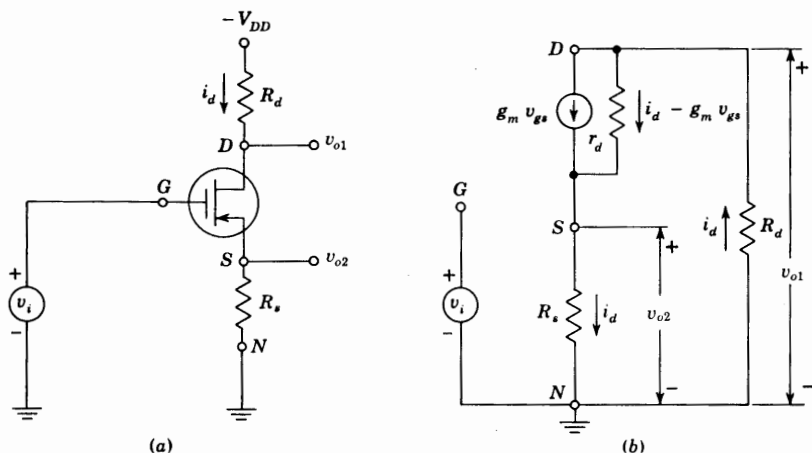 −V_DD
i_d
R_d
D
v_o1
G
S
v_o2
+
v_i
−
R_s
N
(a)
D
+
g_m v_gs
i_d − g_m v_gs
r_d
G
S
i_d
R_d
+
+
v_i
−
R_s
i_d
v_o2
v_o1
−
−
N
(b)